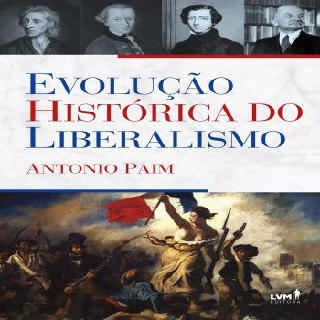 EVOLUÇÃO
HISTÓRICA DO
LIBERALISMO
ANTONIO PAIM
LVM
EDITORA